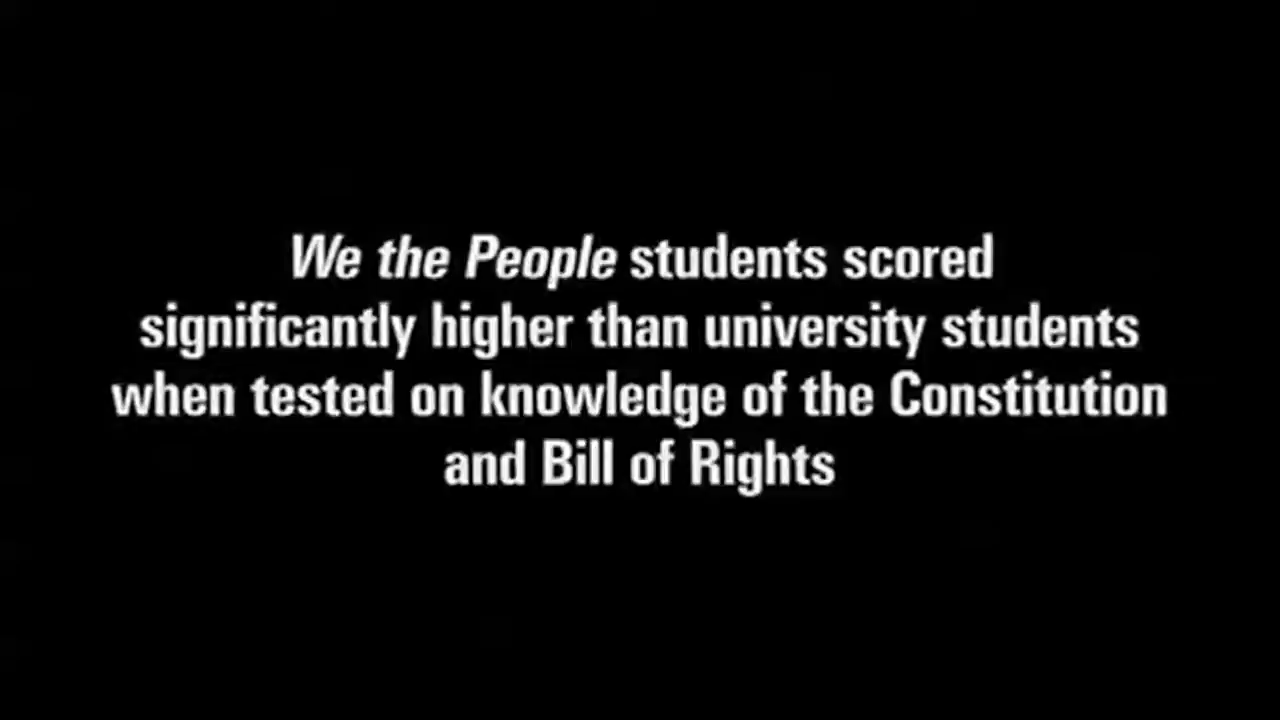 We the People students scored
significantly higher than university students
when tested on knowledge of the Constitution
and Bill of Rights